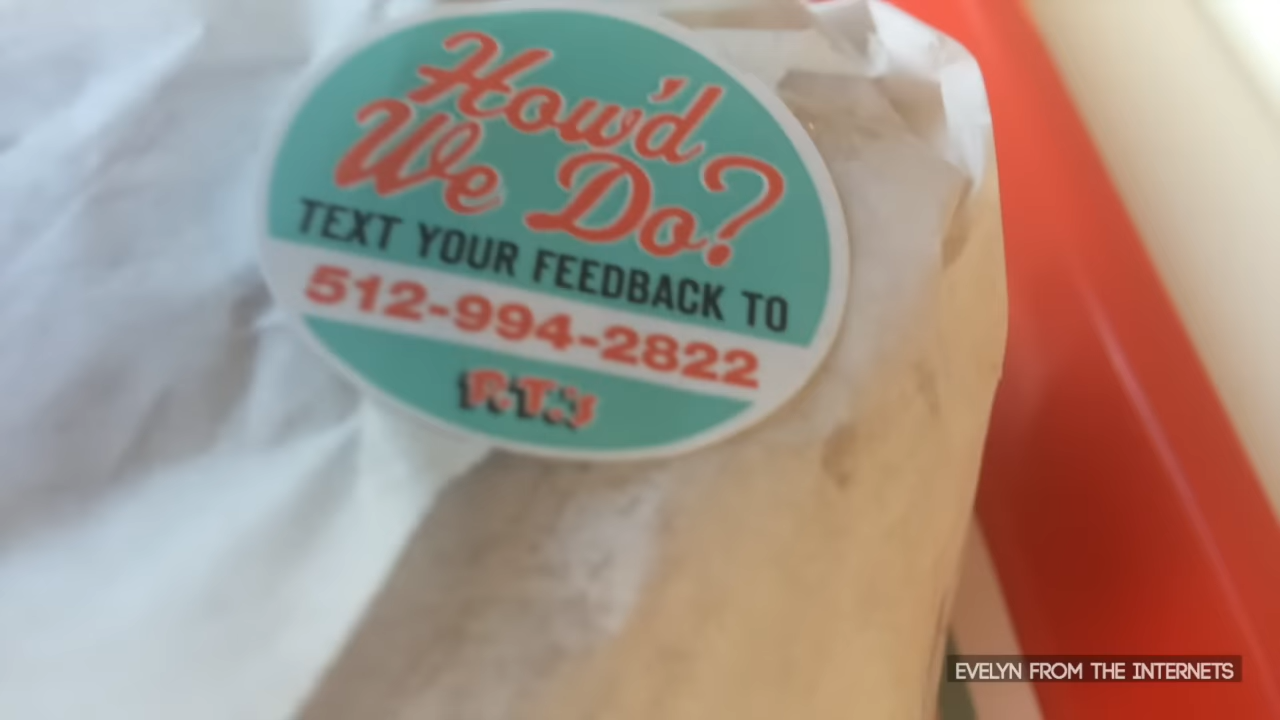 How'd
We Do?
TEXT YOUR FEEDBACK TO
512-994-2822
EVELYN FROM THE INTERNETS